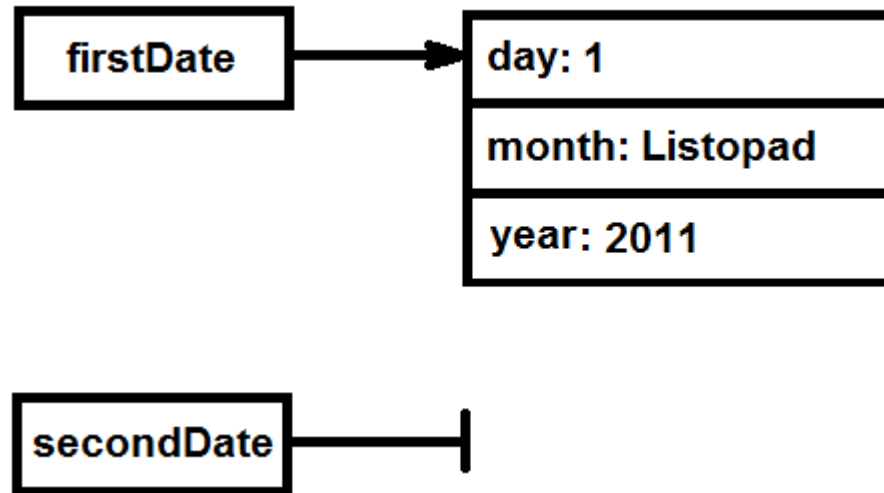 firstDate
day: 1
month: Listopad
year: 2011
secondDate